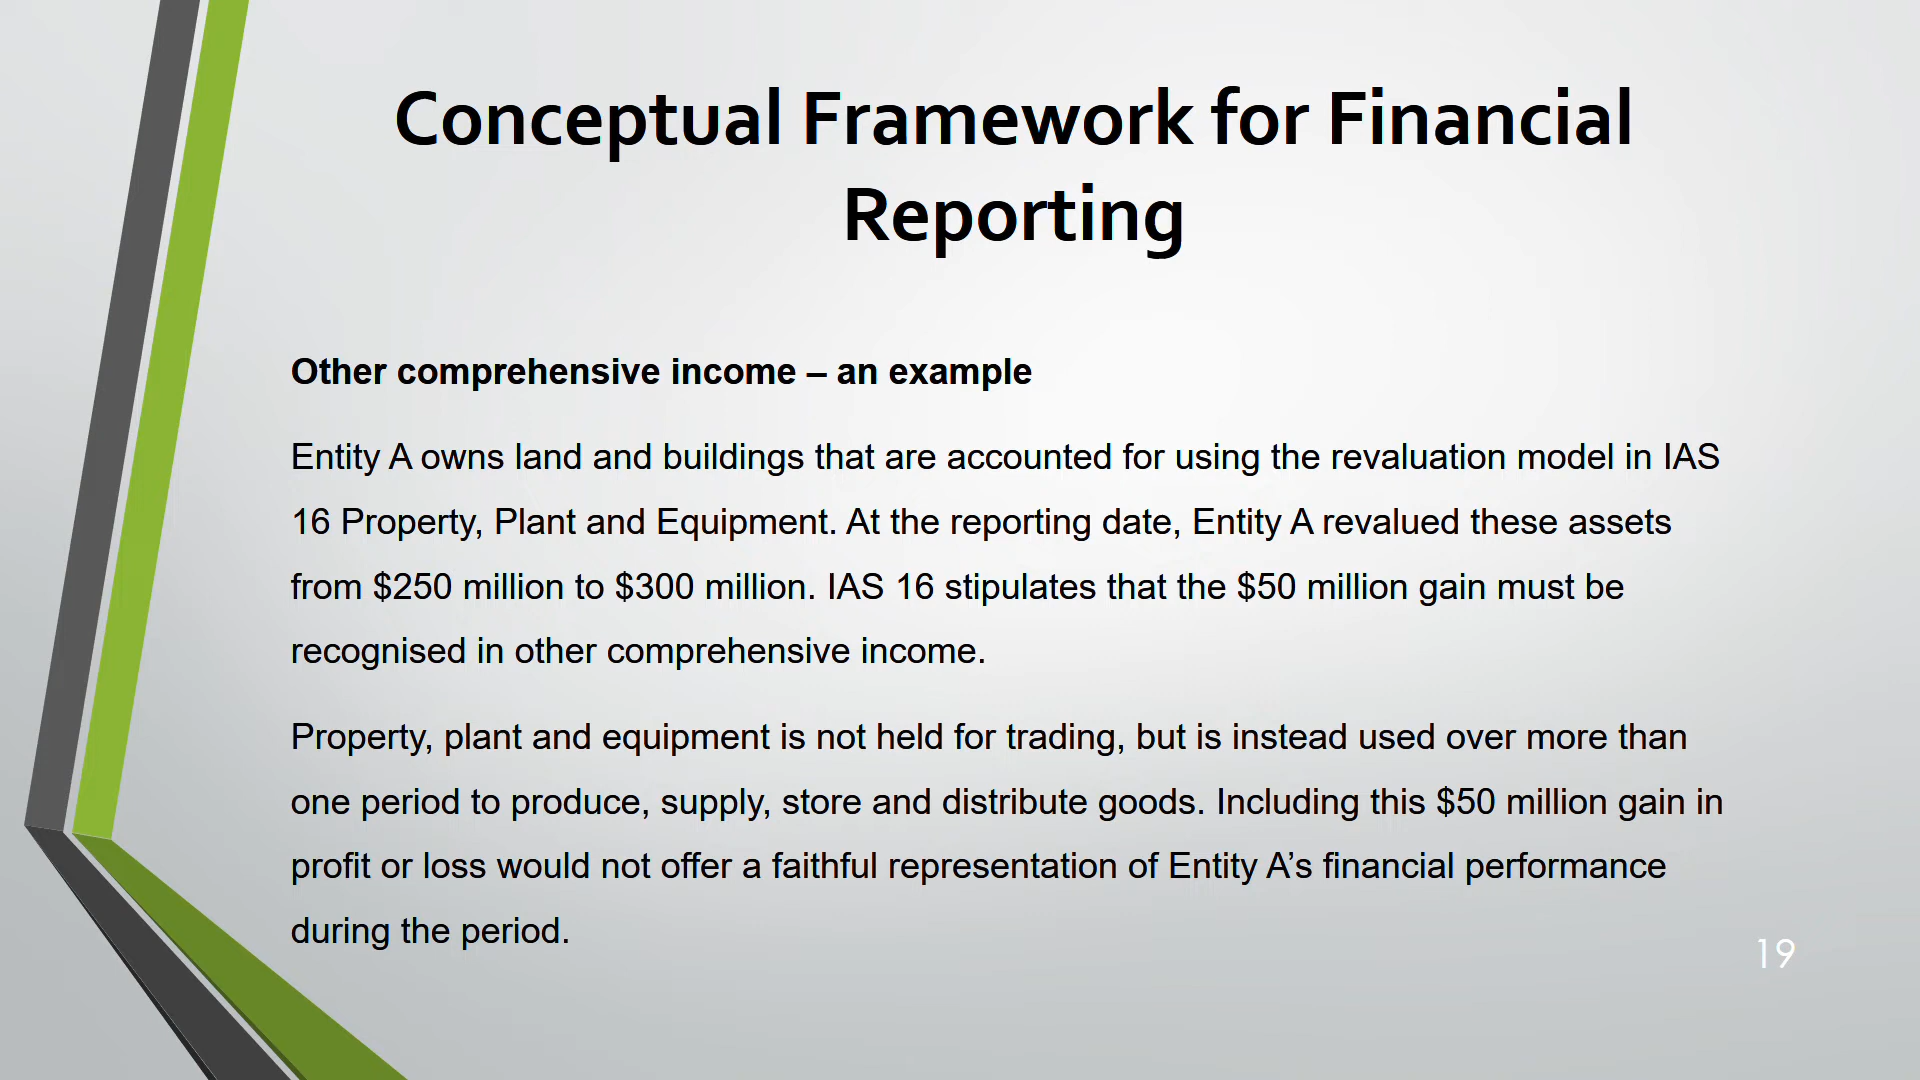 Conceptual Framework for Financial
Reporting
Other comprehensive income – an example
Entity A owns land and buildings that are accounted for using the revaluation model in IAS
16 Property, Plant and Equipment. At the reporting date, Entity A revalued these assets
from $250 million to $300 million. IAS 16 stipulates that the $50 million gain must be
recognised in other comprehensive income.
Property, plant and equipment is not held for trading, but is instead used over more than
one period to produce, supply, store and distribute goods. Including this $50 million gain in
profit or loss would not offer a faithful representation of Entity A’s financial performance
during the period.
19